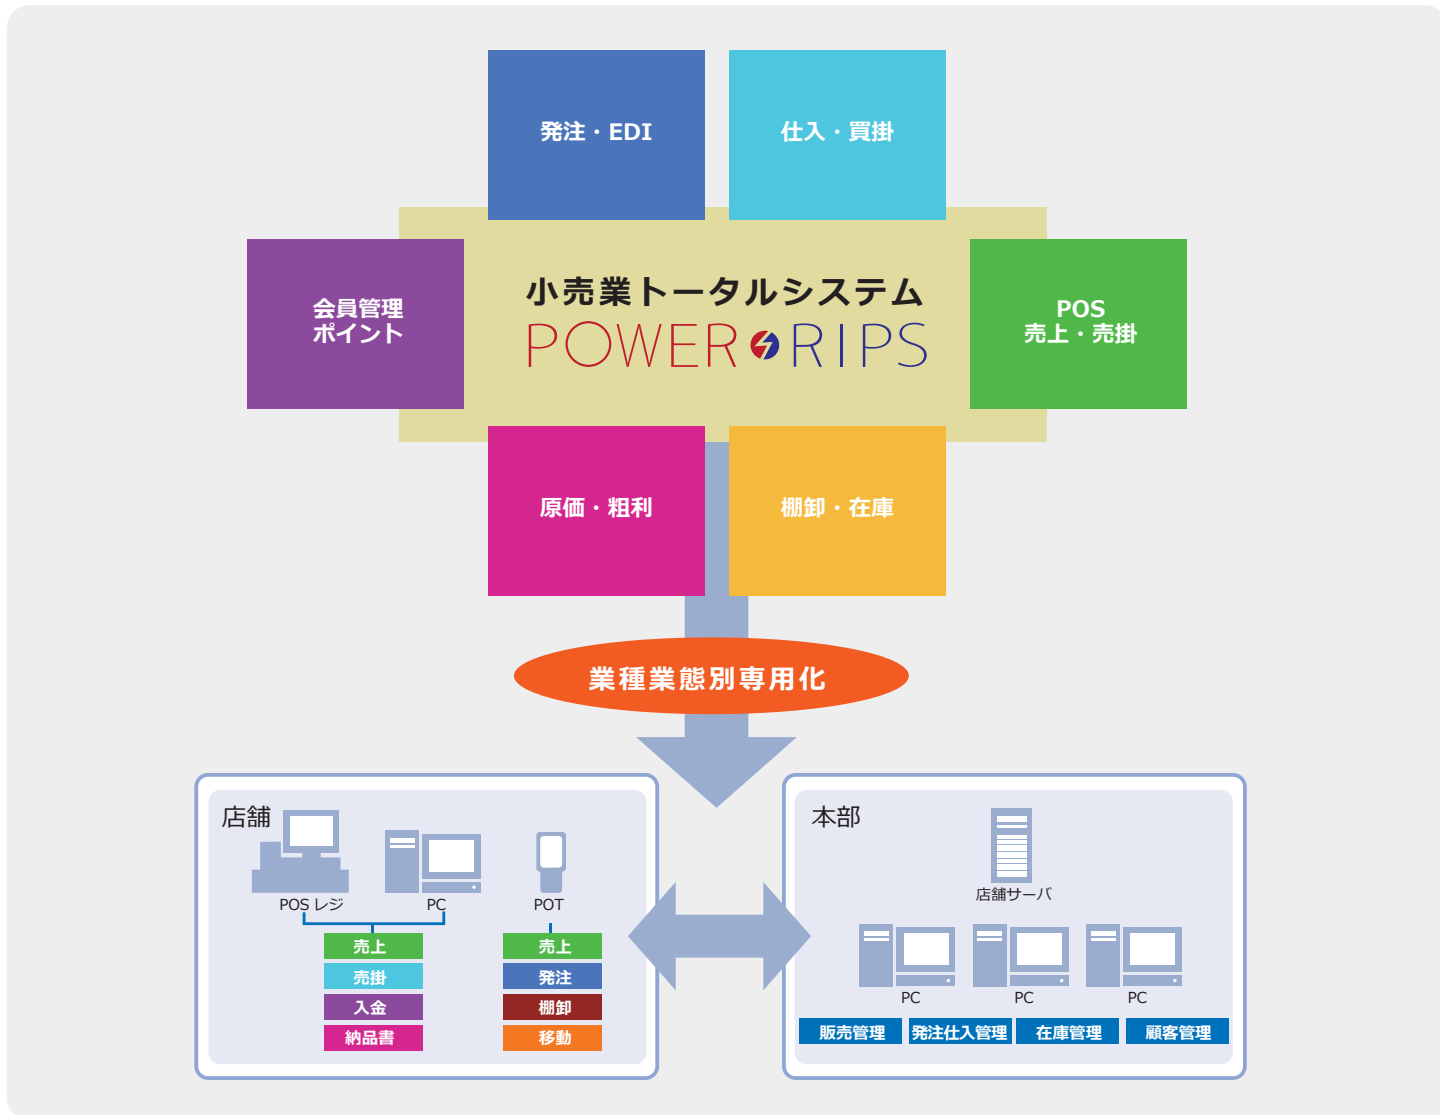 発注・EDI
仕入・買掛
会員管理
ポイント
小売業トータルシステム
POWER RIPS
POS
売上・売掛
原価・粗利
棚卸・在庫
業種業態別専用化
店舗
POS レジ
PC
POT
売上
売掛
入金
納品書
売上
発注
棚卸
移動
本部
店舗サーバ
PC
PC
PC
販売管理
発注仕入管理
在庫管理
顧客管理